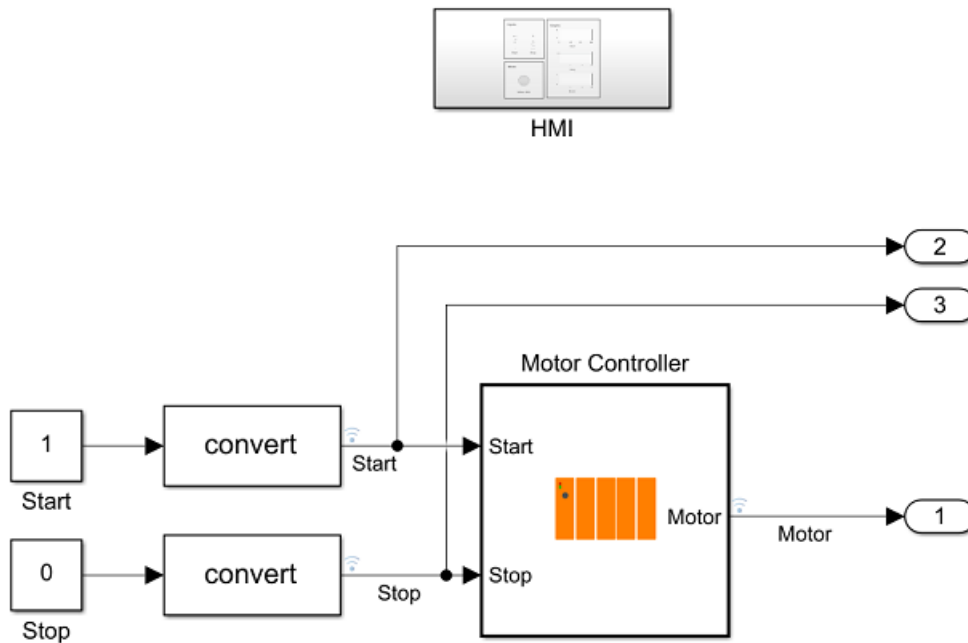 HMI
2
3
Motor Controller
1
convert
Start
Start
Start
Motor
Motor
1
0
convert
Stop
Stop
Stop